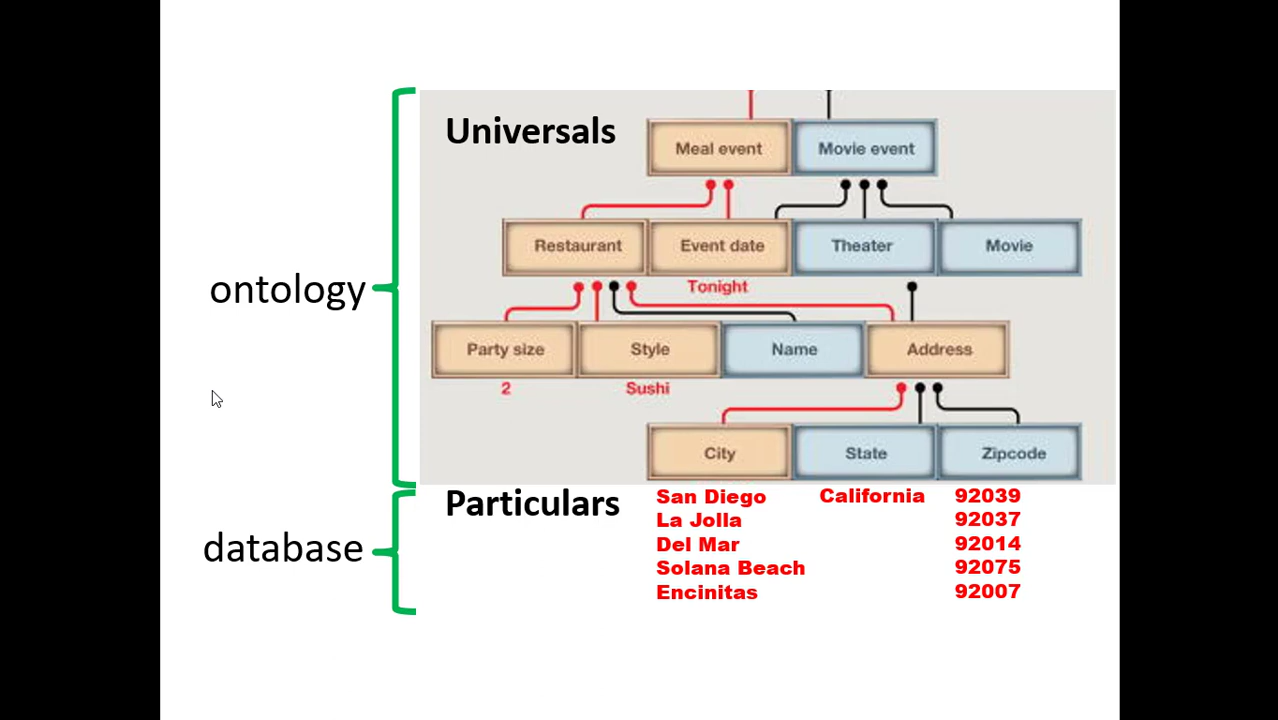 Universals
Meal event
Movie event
Restaurant
Event date
Theater
Movie
ontology
Tonight
Party size
Style
Name
Address
2
Sushi
City
State
Zipcode
Particulars
San Diego California 92039
La Jolla 92037
database
Del Mar 92014
Solana Beach 92075
Encinitas 92007